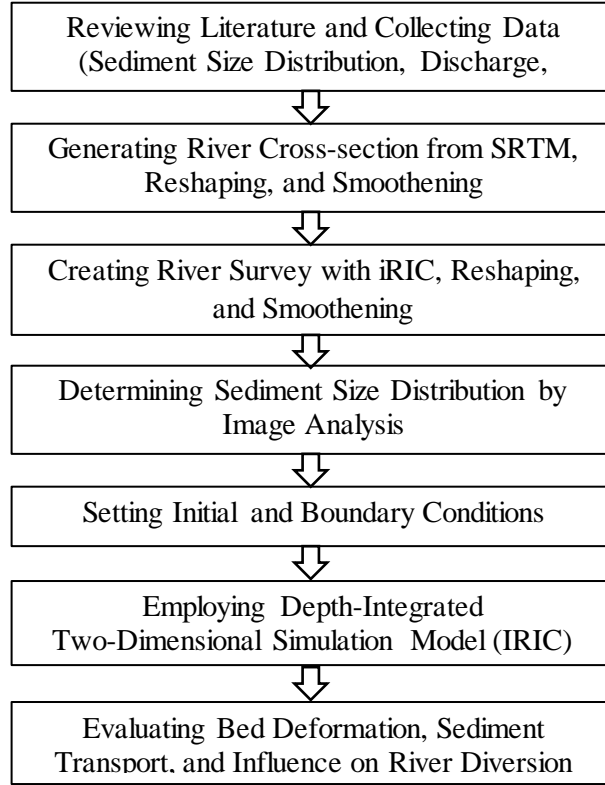 Reviewing Literature and Collecting Data
(Sediment Size Distribution, Discharge,
Generating River Cross-section from SRTM,
Reshaping, and Smoothening
Creating River Survey with iRIC, Reshaping,
and Smoothening
Determining Sediment Size Distribution by
Image Analysis
Setting Initial and Boundary Conditions
Employing Depth-Integrated
Two-Dimensional Simulation Model (IRIC)
Evaluating Bed Deformation, Sediment
Transport, and Influence on River Diversion